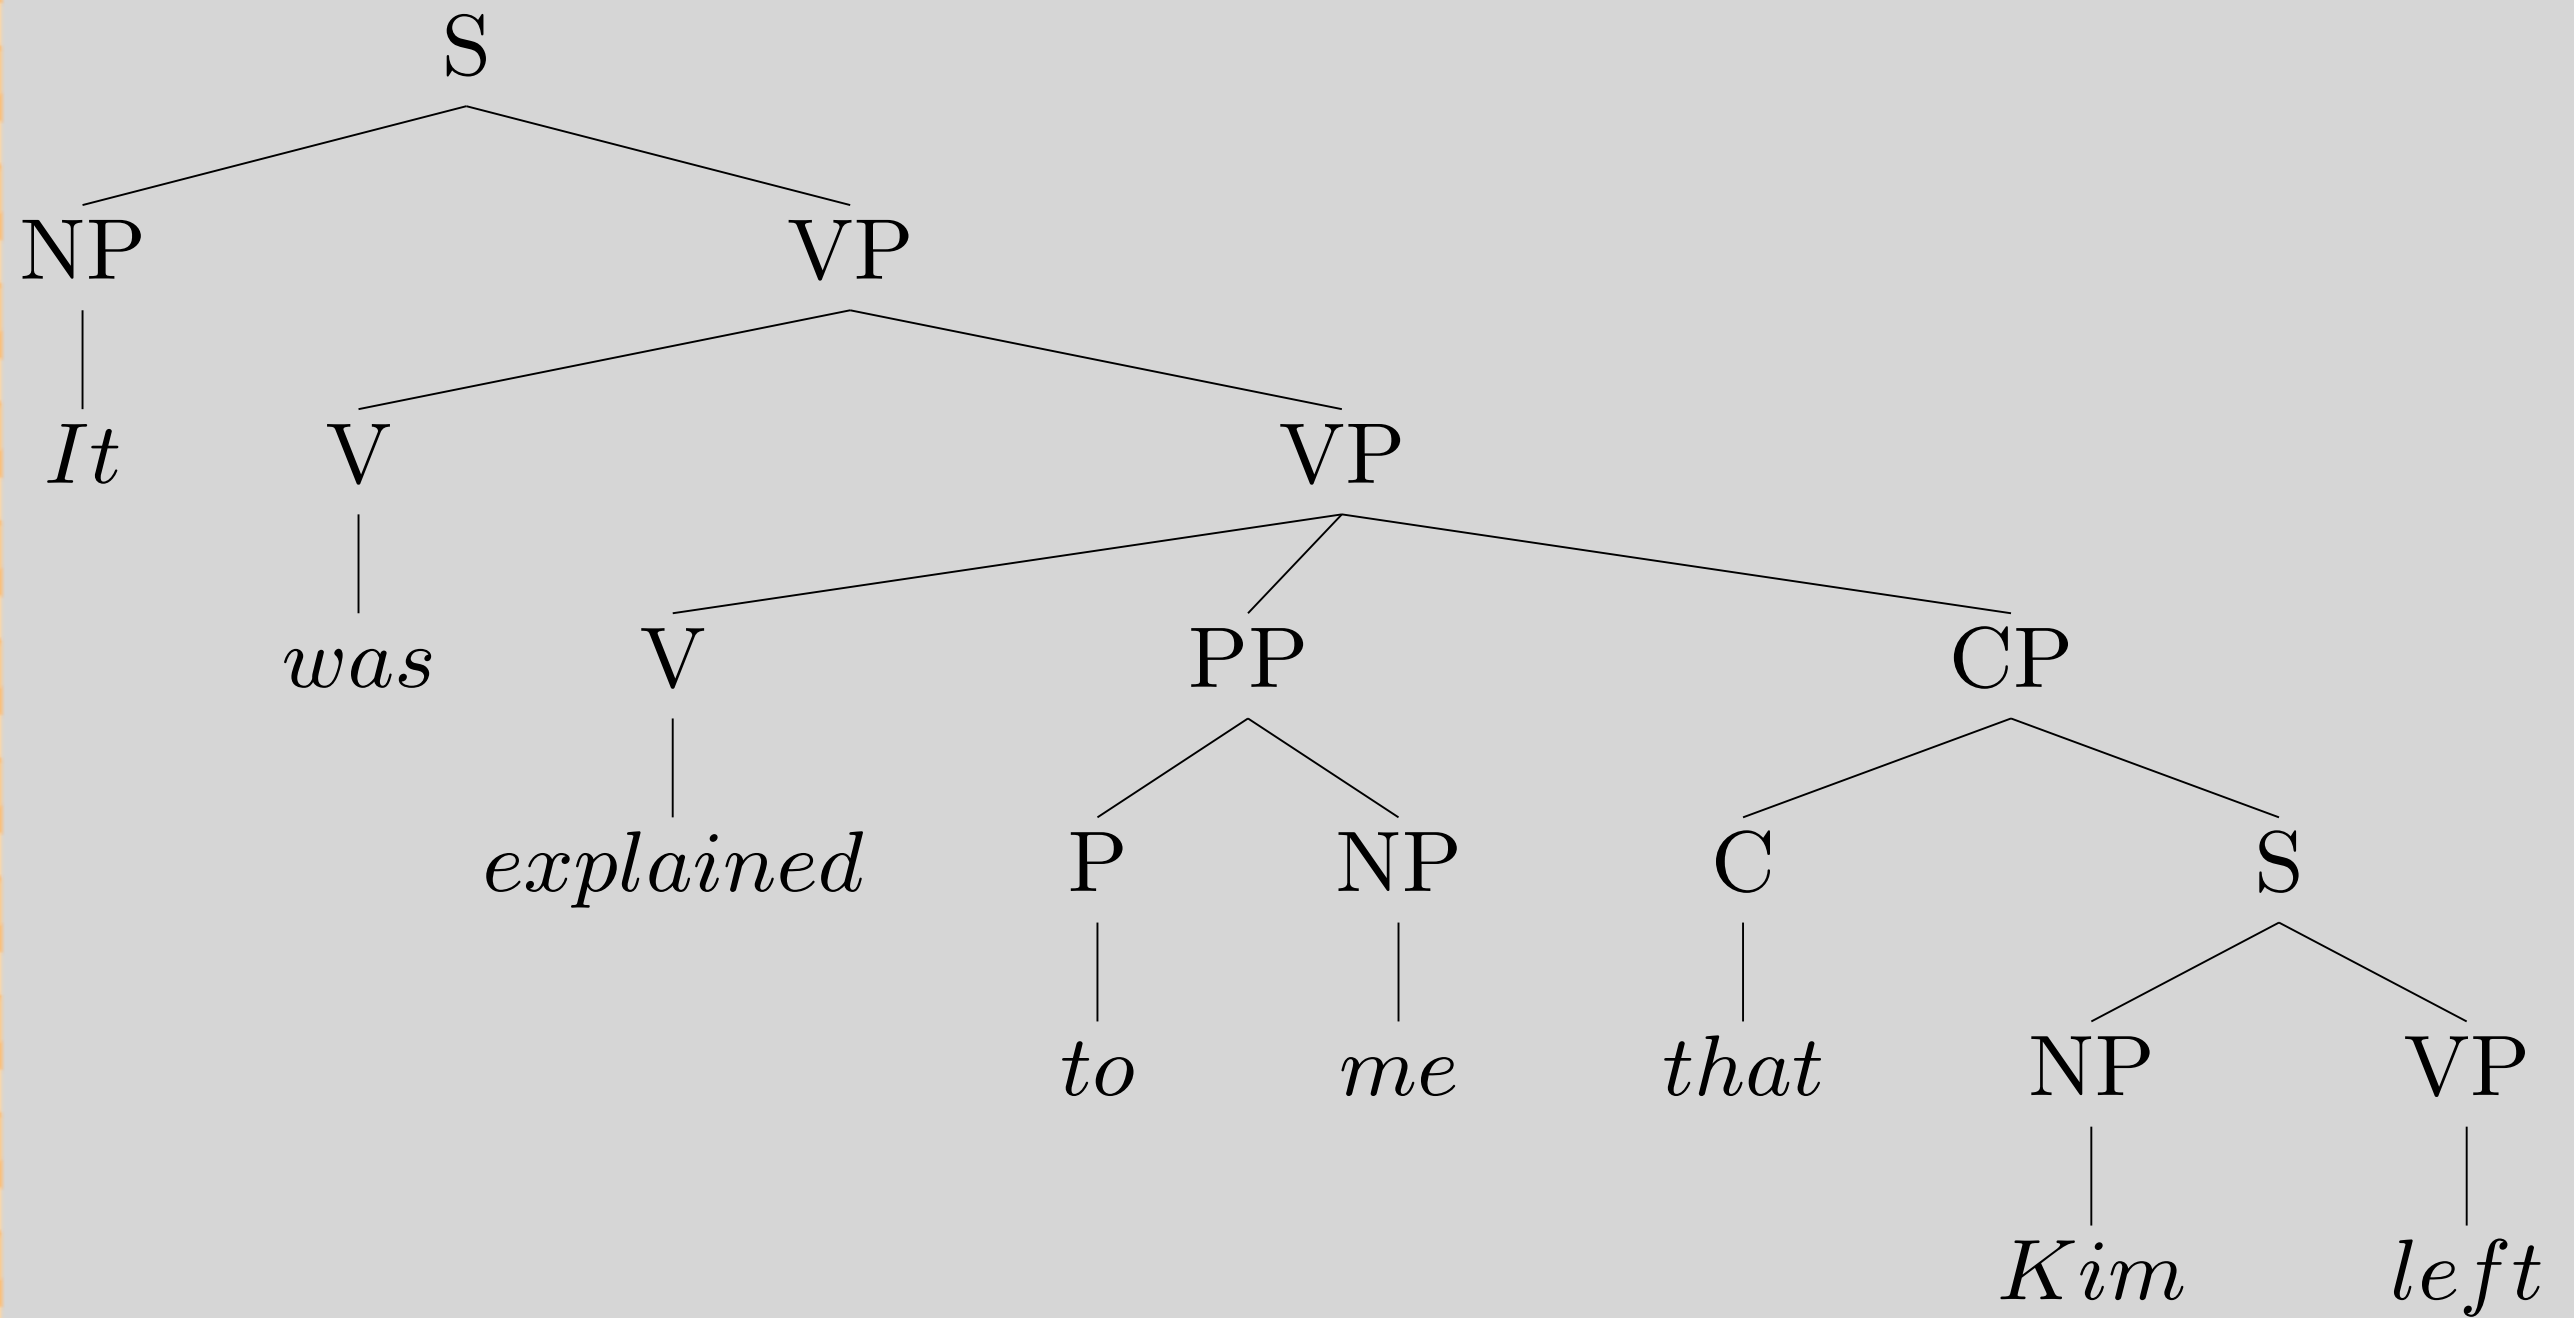 S
NP VP
It V VP
was V PP CP
explained P NP C S
to me that NP VP
Kim left